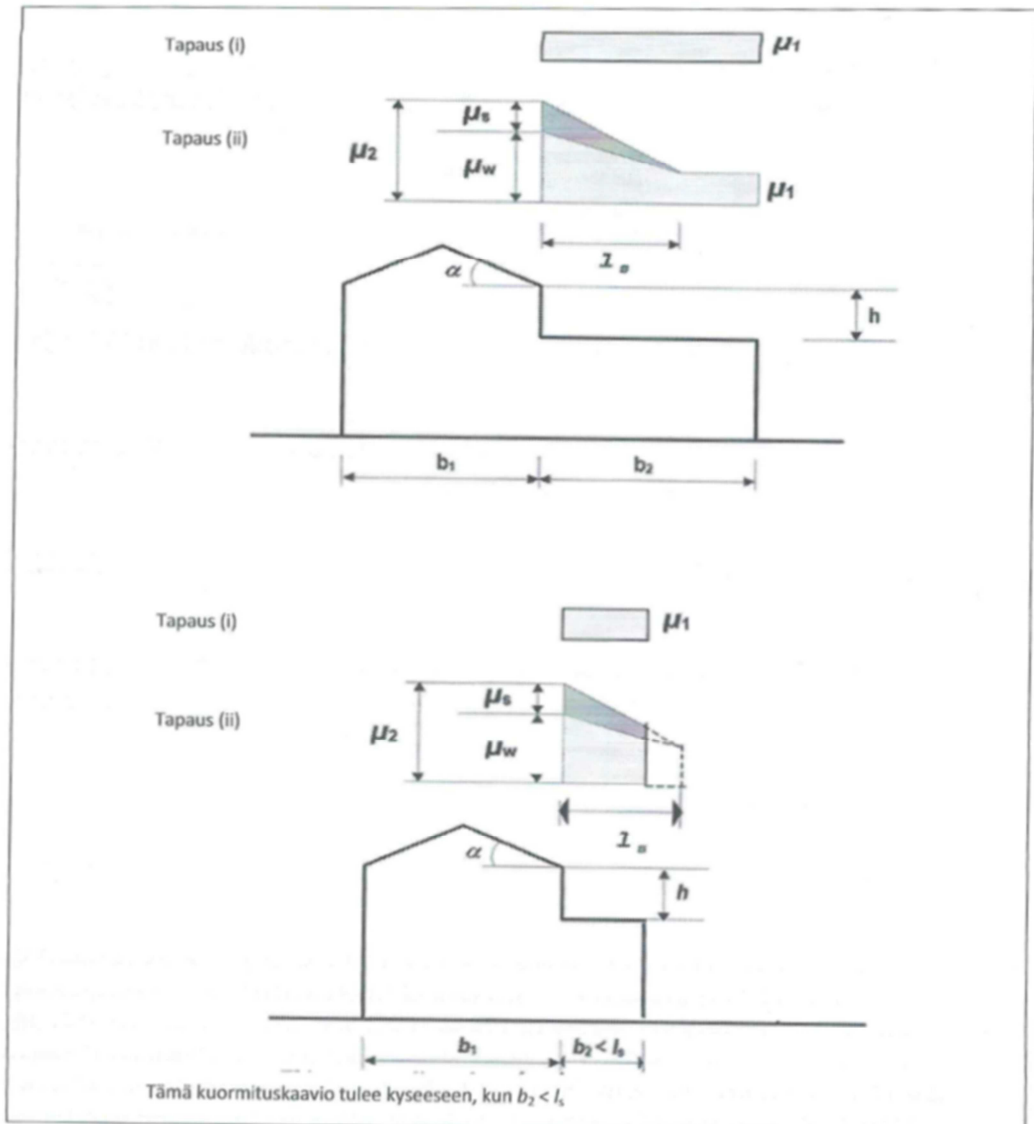 Tapaus (i)
μ₁
Tapaus (ii)
μ₂
μₛ
μw
μ₁
lₛ
α
h
b₁
b₂
Tapaus (i)
μ₁
Tapaus (ii)
μ₂
μₛ
μw
lₛ
α
h
b₁
b₂ < lₛ
Tämä kuormituskaavio tulee kyseeseen, kun b₂ < lₛ